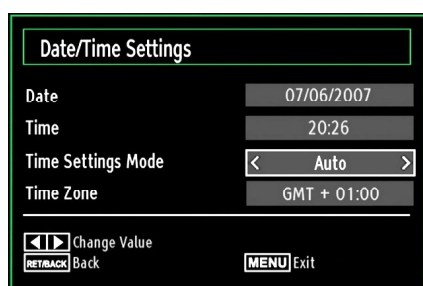 Date/Time Settings
Date 07/06/2007
Time 20:26
Time Settings Mode < Auto >
Time Zone GMT + 01:00
Change Value
RET/BACK Back MENU Exit